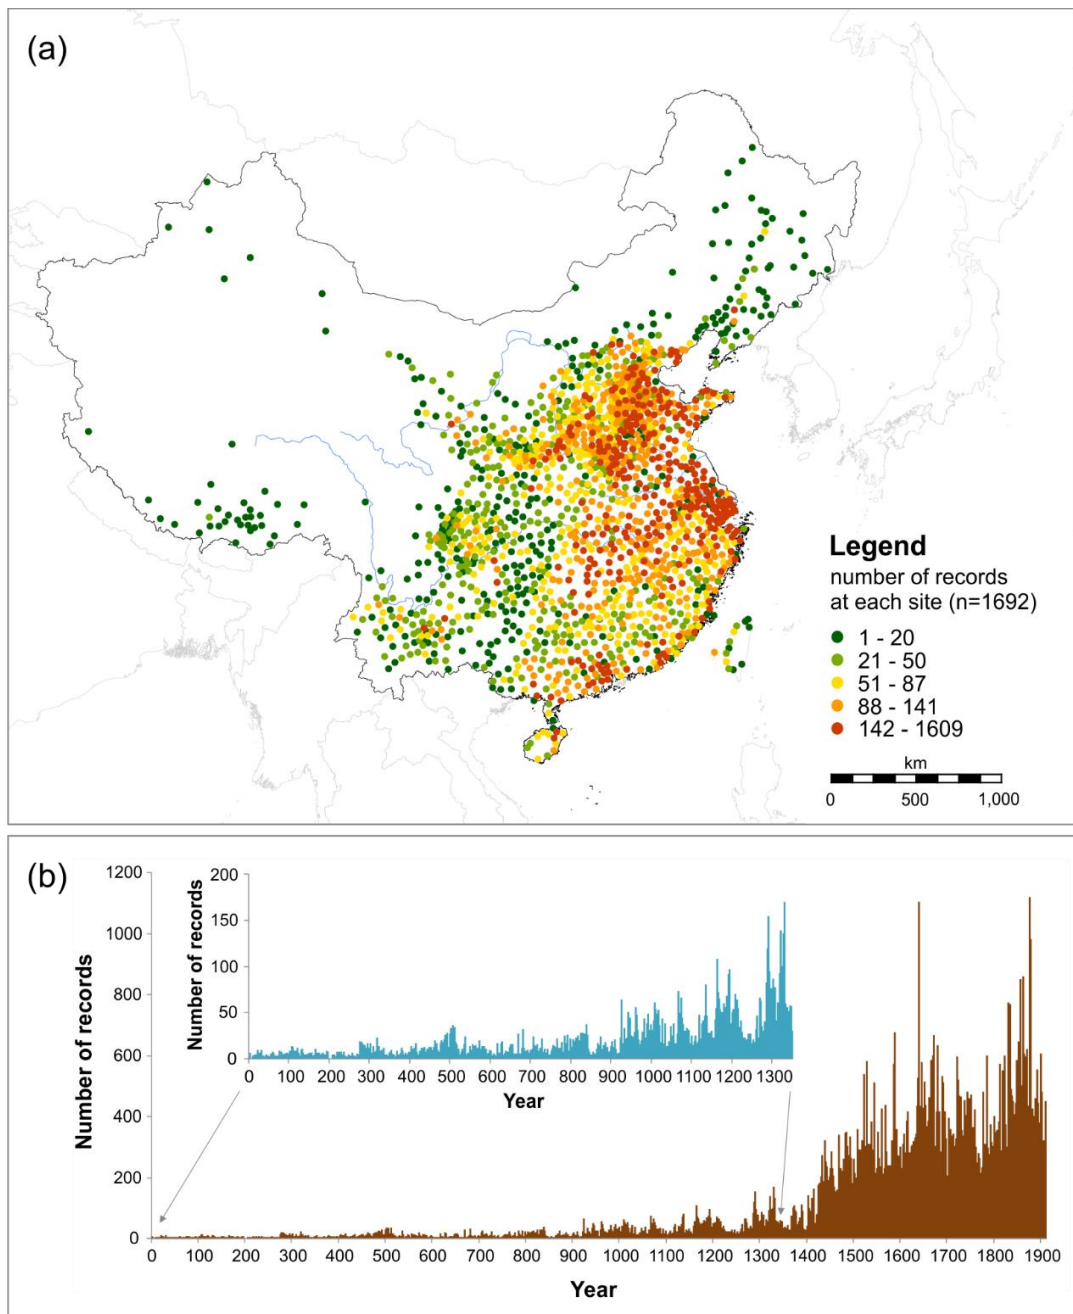 (a)
Legend
number of records
at each site (n=1692)
1 - 20
21 - 50
51 - 87
88 - 141
142 - 1609
km
0 500 1,000
(b)
1200
1000
800
600
400
200
0
Number of records
0 100 200 300 400 500 600 700 800 900 1000 1100 1200 1300 1400 1500 1600 1700 1800 1900
Year
200
150
100
50
0
Number of records
0 100 200 300 400 500 600 700 800 900 1000 1100 1200 1300
Year